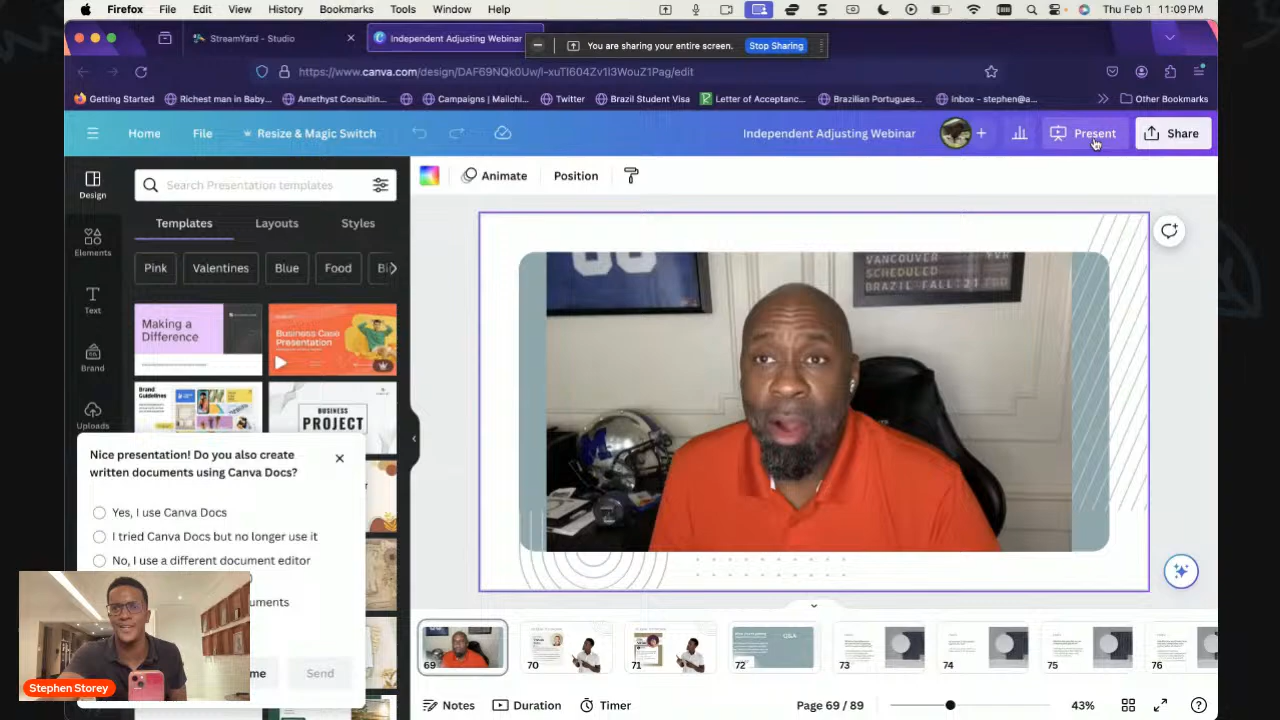 Firefox File Edit View History Bookmarks Tools Window Help Thu Feb 1 11:09PM
StreamYard - Studio
Independent Adjusting Webinar
You are sharing your entire screen. Stop Sharing
https://www.canva.com/design/DAF69NQk0Uw/l-xuTI604Zv1l3WouZ1Pag/edit
Getting Started Richest man in Baby... Amethyst Consultin... Campaigns | Mailchi... Twitter Brazil Student Visa Letter of Acceptanc... Brazilian Portugues... Inbox - stephen@a... Other Bookmarks
Home File Resize & Magic Switch Independent Adjusting Webinar Present Share
Design
Elements
Text
Brand
Uploads
Search Presentation templates
Templates Layouts Styles
Pink Valentines Blue Food
Making a
Difference
Business Case
Presentation
Brand
Guidelines
BUSINESS
PROJECT
Animate Position
VANCOUVER
SCHEDULED
BRAZIL FALL:21
Nice presentation! Do you also create
written documents using Canva Docs?
Yes, I use Canva Docs
I tried Canva Docs but no longer use it
No, I use a different document editor
Send
Stephen Storey
69 70 71 72 73 74 75 76
Q&A
Notes Duration Timer Page 69 / 89 43%